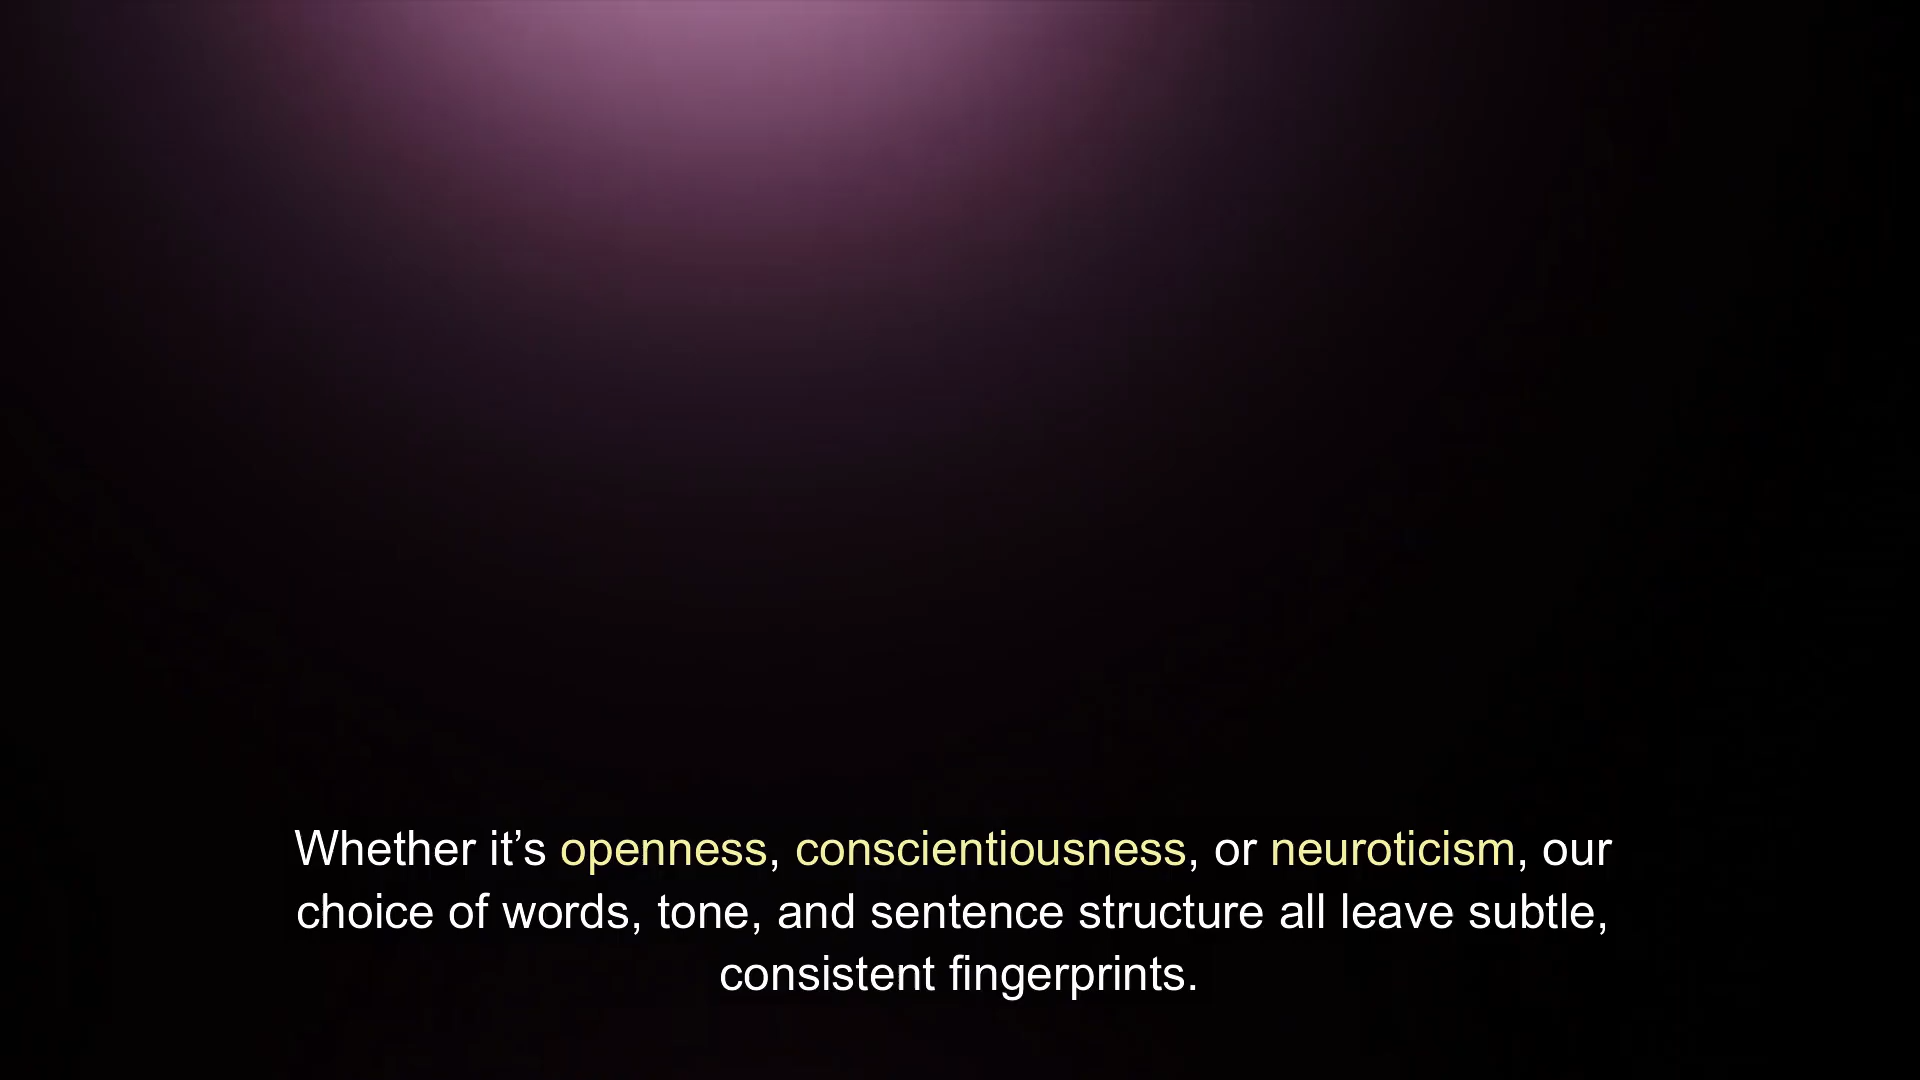 Whether it’s openness, conscientiousness, or neuroticism, our
choice of words, tone, and sentence structure all leave subtle,
consistent fingerprints.